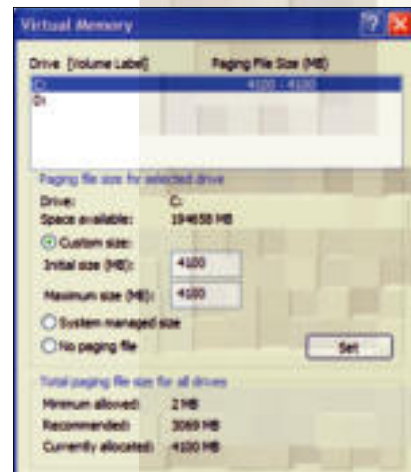 Virtual Memory
Drive [Volume Label] Paging File Size (MB)
C: 4100 - 4100
D:
Paging file size for selected drive
Drive: C:
Space available: 194658 MB
Custom size:
Initial size (MB): 4100
Maximum size (MB): 4100
System managed size
No paging file
Set
Total paging file size for all drives
Minimum allowed: 2 MB
Recommended: 3069 MB
Currently allocated: 4100 MB